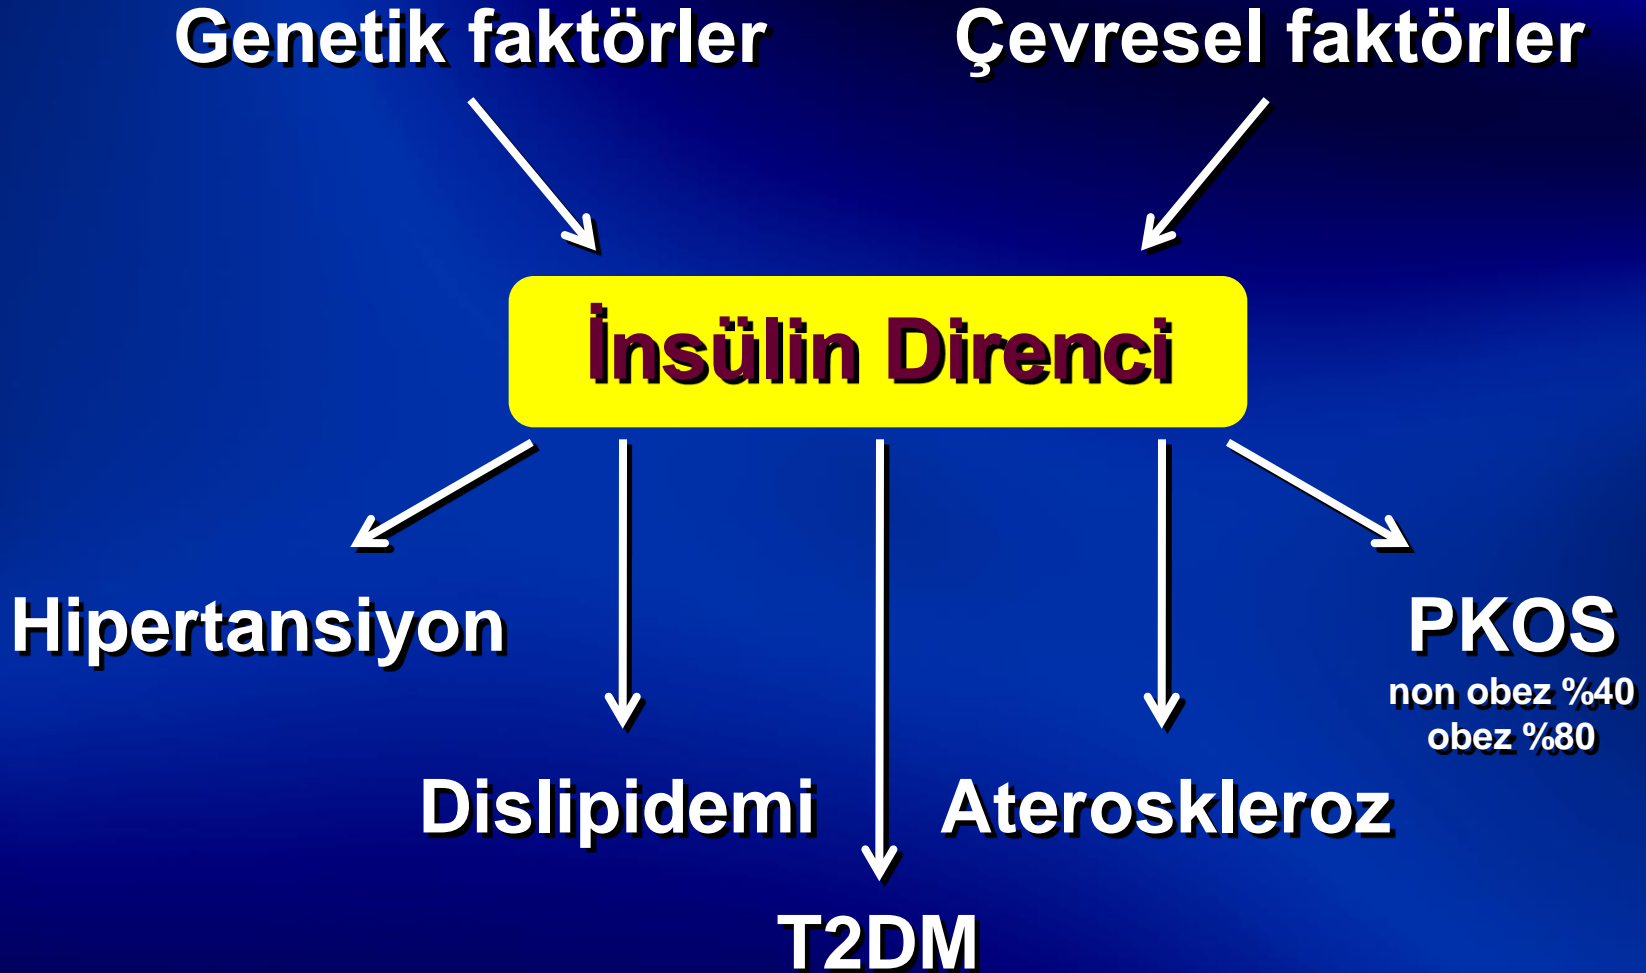 Genetik faktörler
Çevresel faktörler
İnsülin Direnci
Hipertansiyon
PKOS
non obez %40
obez %80
Dislipidemi
Ateroskleroz
T2DM